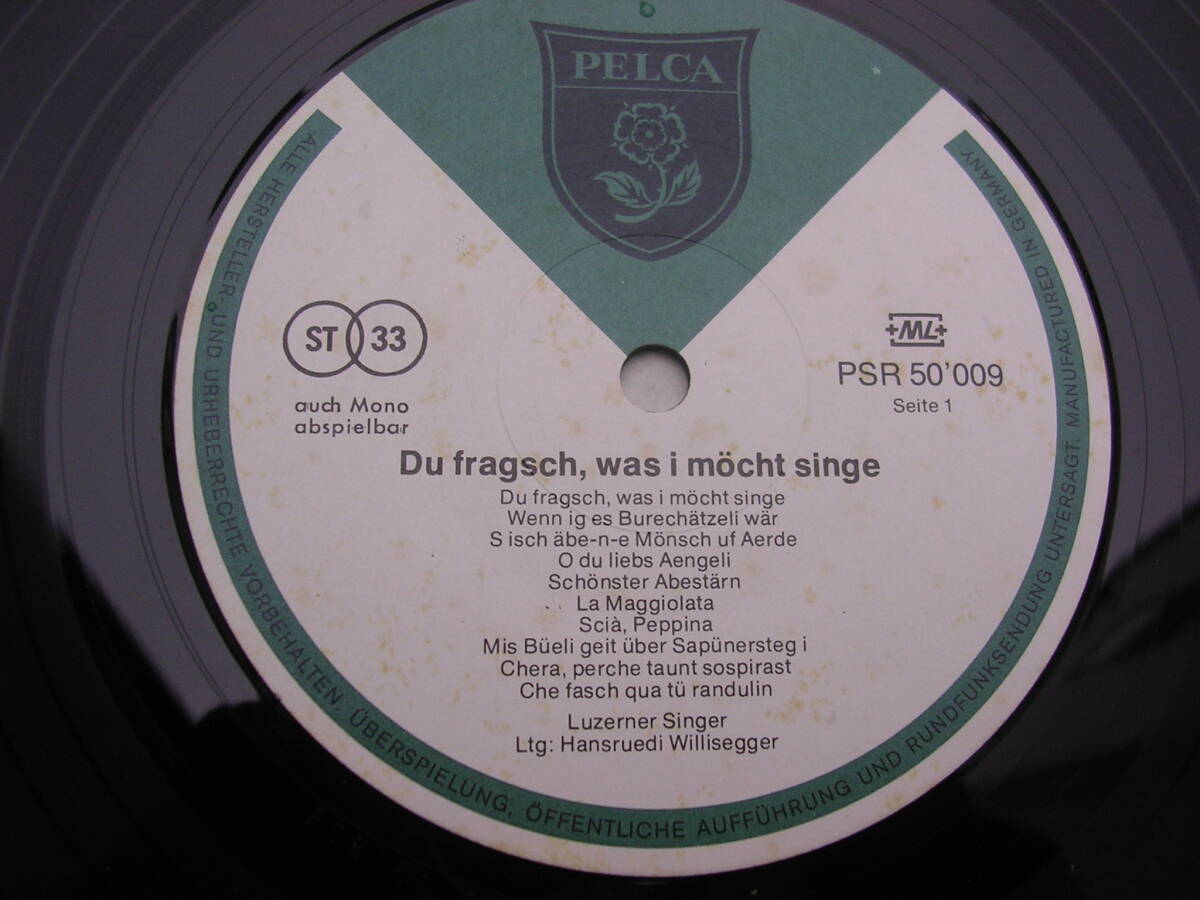 PELCA
ST 33
auch Mono
abspielbar
+ML+
PSR 50'009
Seite 1
Du fragsch, was i möcht singe
Du fragsch, was i möcht singe
Wenn ig es Burechätzeli wär
S isch äbe-n-e Mönsch uf Aerde
O du liebs Aengeli
Schönster Abestärn
La Maggiolata
Scià, Peppina
Mis Büeli geit über Sapünersteg i
Chera, perche taunt sospirast
Che fasch qua tü randulin
Luzerner Singer
Ltg: Hansruedi Willisegger
ALLE HERSTELLER- UND URHEBERRECHTE VORBEHALTEN. ÜBERSPIELUNG, ÖFFENTLICHE AUFFÜHRUNG UND RUNDFUNKSENDUNG UNTERSAGT. MANUFACTURED IN GERMANY